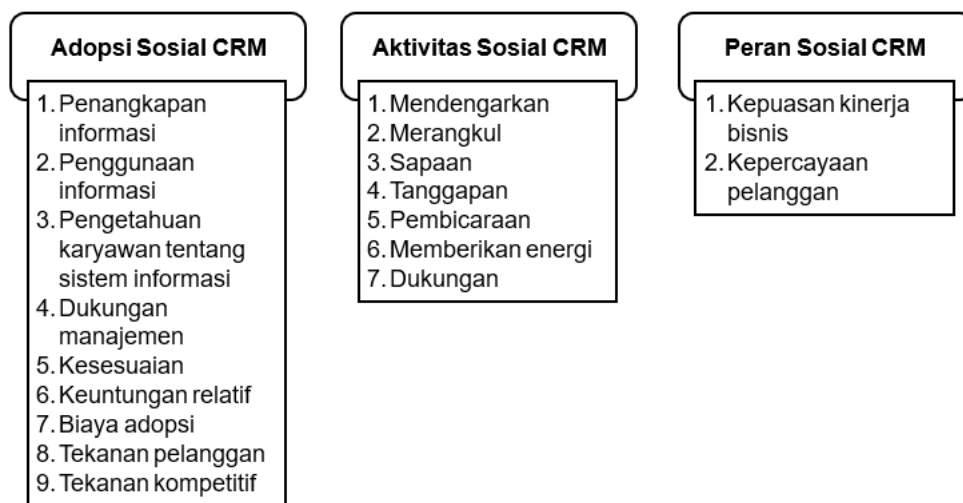 Adopsi Sosial CRM
1. Penangkapan
informasi
2. Penggunaan
informasi
3. Pengetahuan
karyawan tentang
sistem informasi
4. Dukungan
manajemen
5. Kesesuaian
6. Keuntungan relatif
7. Biaya adopsi
8. Tekanan pelanggan
9. Tekanan kompetitif
Aktivitas Sosial CRM
1. Mendengarkan
2. Merangkul
3. Sapaan
4. Tanggapan
5. Pembicaraan
6. Memberikan energi
7. Dukungan
Peran Sosial CRM
1. Kepuasan kinerja
bisnis
2. Kepercayaan
pelanggan